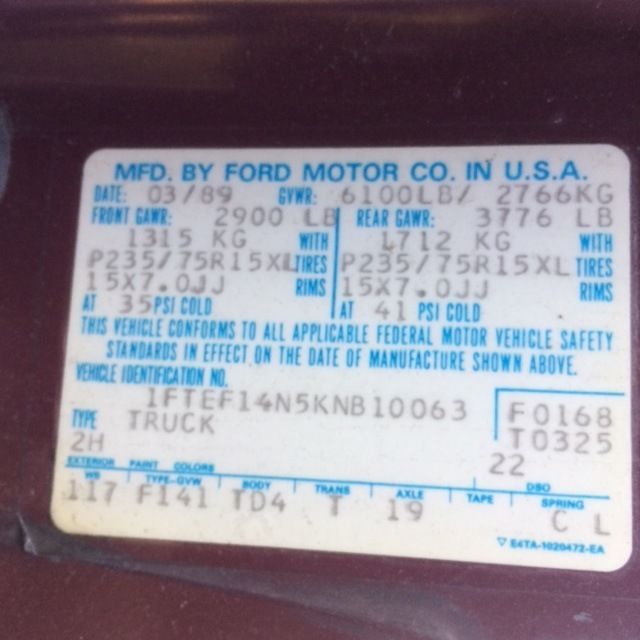 MFD. BY FORD MOTOR CO. IN U.S.A.
DATE: 03/89 GVWR: 6100LB/ 2766KG
FRONT GAWR: 2900 LB REAR GAWR: 3776 LB
1315 KG WITH 1712 KG WITH
P235/75R15XL TIRES P235/75R15XL TIRES
15X7.0JJ RIMS 15X7.0JJ RIMS
AT 35 PSI COLD AT 41 PSI COLD
THIS VEHICLE CONFORMS TO ALL APPLICABLE FEDERAL MOTOR VEHICLE SAFETY
STANDARDS IN EFFECT ON THE DATE OF MANUFACTURE SHOWN ABOVE.
VEHICLE IDENTIFICATION NO.
1FTEF14N5KNB10063 F0168
TYPE TRUCK T0325
2H 22
EXTERIOR PAINT COLORS DSO
WB TYPE-GVW BODY TRANS AXLE TAPE SPRING
117 F141 TD4 T 19 C L
▽ E4TA-1020472-EA